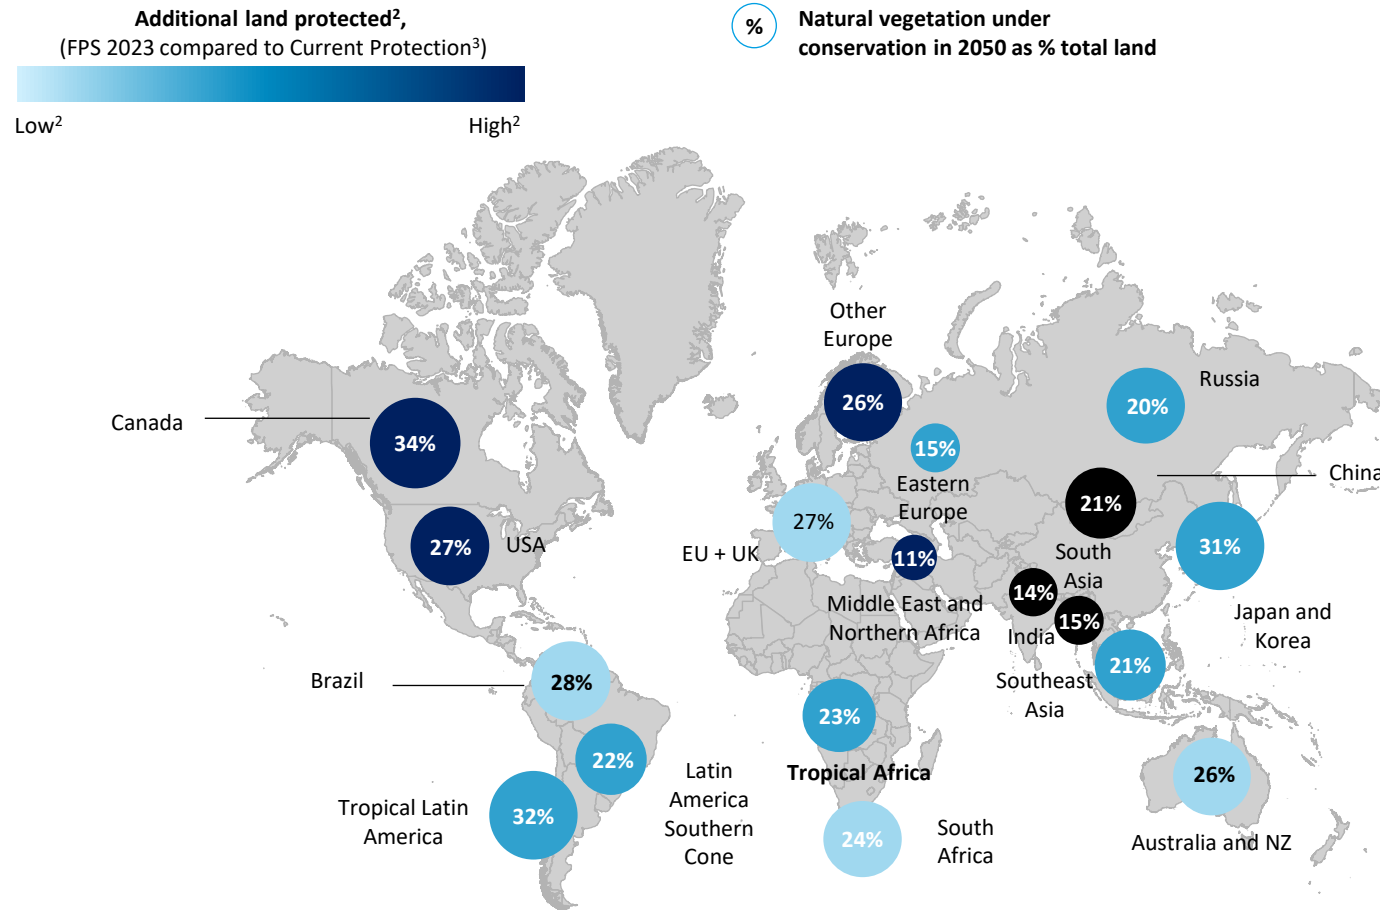 Additional land protected²,
(FPS 2023 compared to Current Protection³)
Low²
High²
%
Natural vegetation under
conservation in 2050 as % total land
Other
Europe
26%
Russia
20%
Canada
34%
15%
Eastern
Europe
China
21%
USA
27%
EU + UK
27%
11%
Middle East and
Northern Africa
South
Asia
31%
Japan and
Korea
14%
India
15%
Southeast
Asia
21%
Brazil
28%
22%
Latin
America
Southern
Cone
Tropical Latin
America
32%
23%
Tropical Africa
24%
South
Africa
26%
Australia and NZ